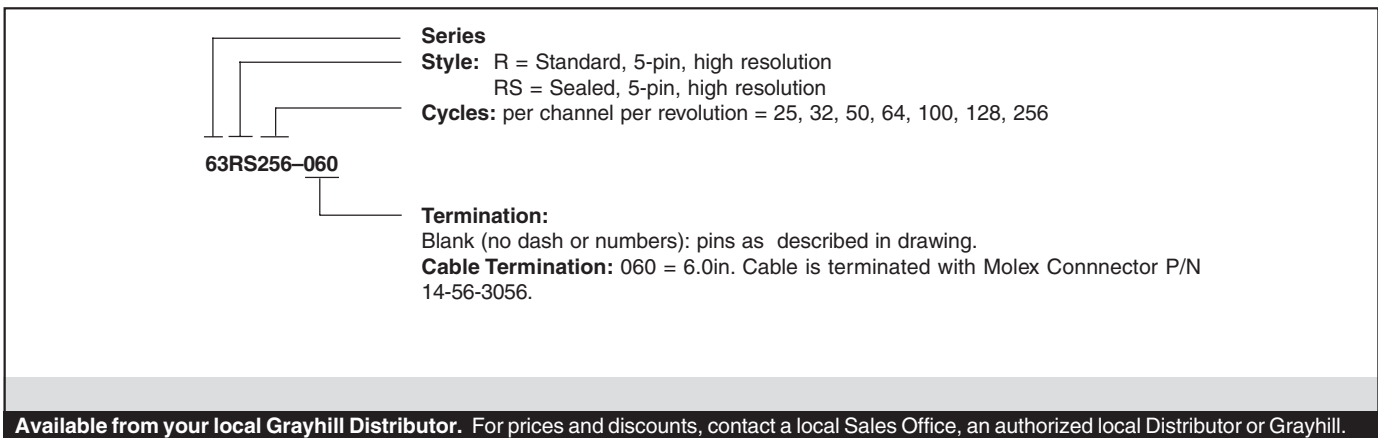 Series
Style: R = Standard, 5-pin, high resolution
RS = Sealed, 5-pin, high resolution
Cycles: per channel per revolution = 25, 32, 50, 64, 100, 128, 256
63RS256–060
Termination:
Blank (no dash or numbers): pins as described in drawing.
Cable Termination: 060 = 6.0in. Cable is terminated with Molex Connnector P/N
14-56-3056.
Available from your local Grayhill Distributor. For prices and discounts, contact a local Sales Office, an authorized local Distributor or Grayhill.